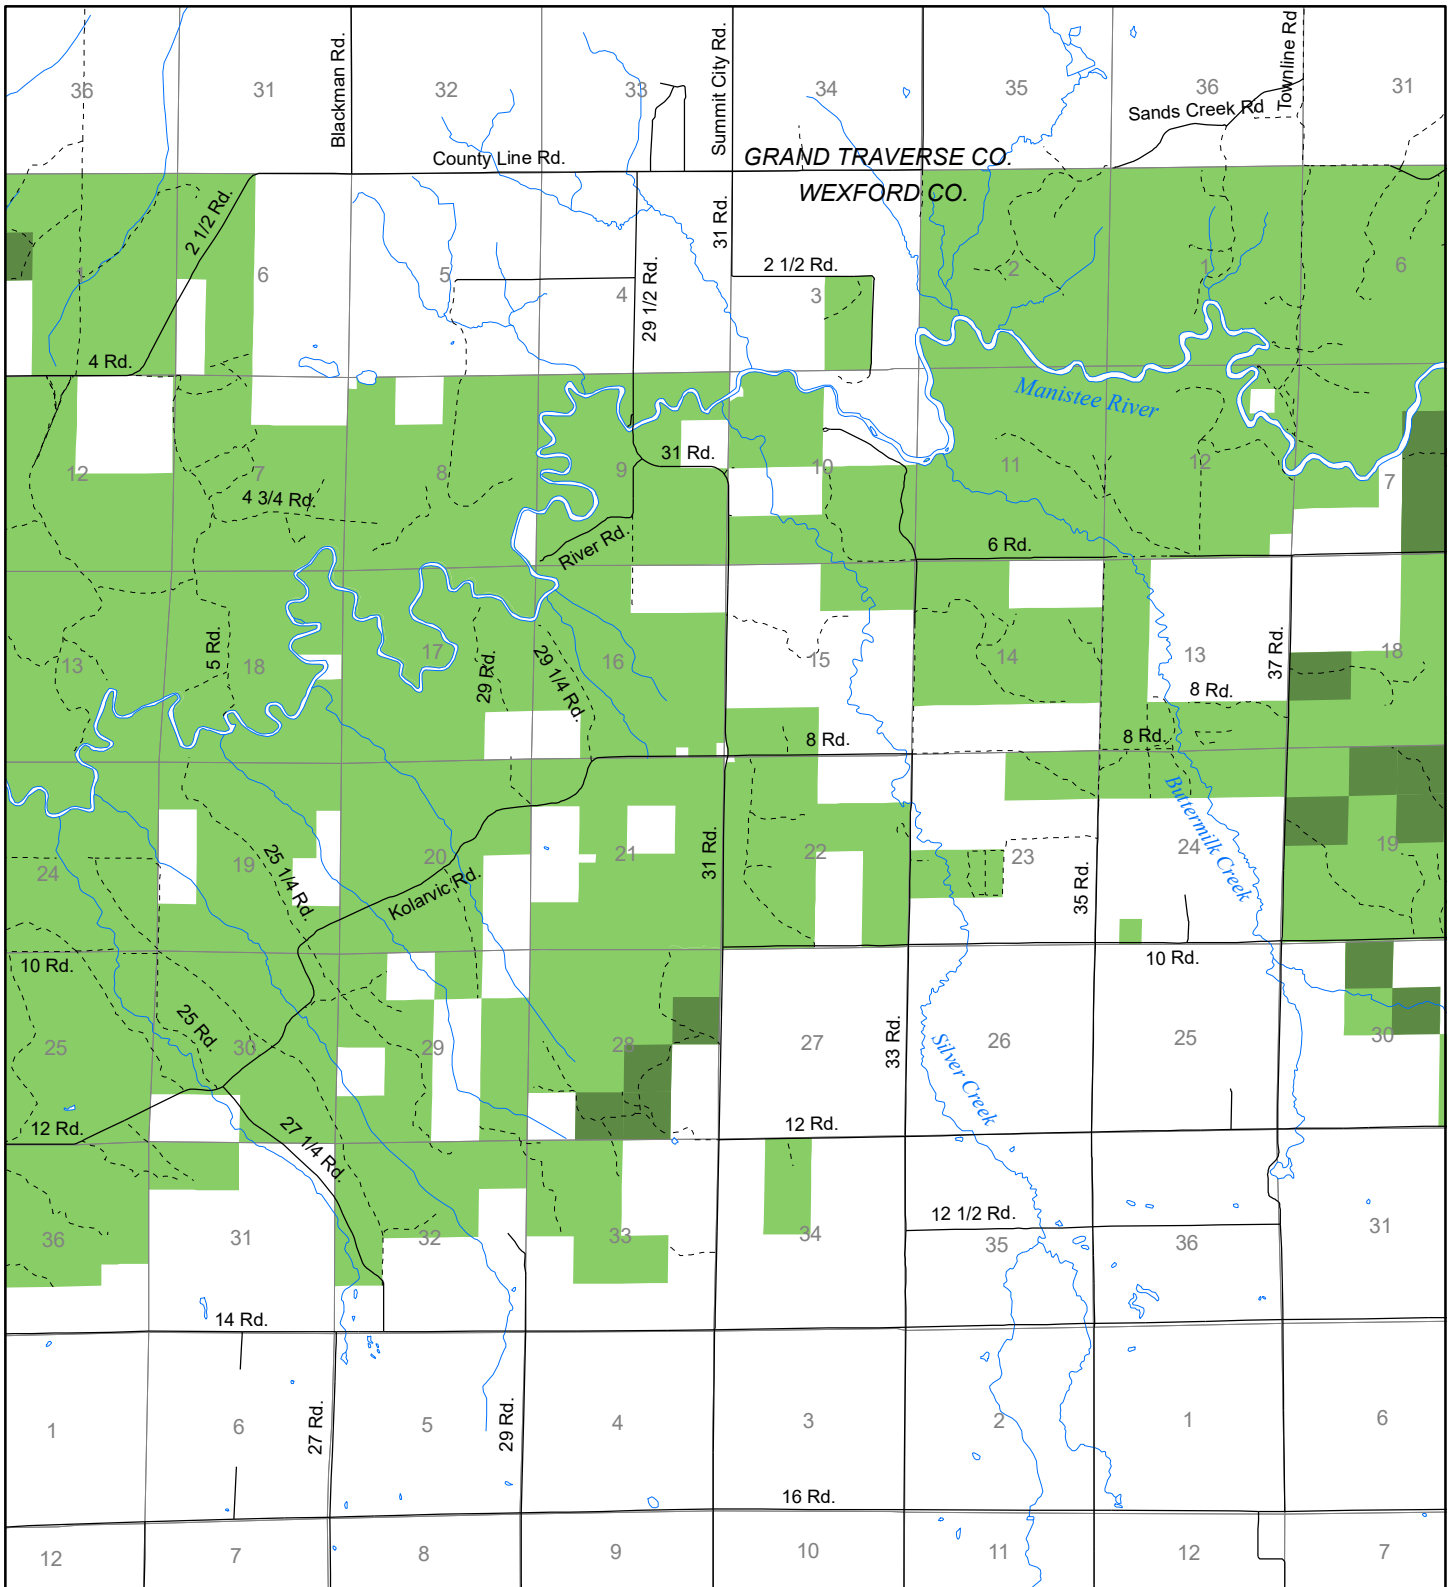 Blackman Rd.
Summit City Rd.
Townline Rd
36
31
32
33
34
35
36
31
Sands Creek Rd
County Line Rd.
GRAND TRAVERSE CO.
WEXFORD CO.
2 1/2 Rd.
31 Rd.
29 1/2 Rd.
2 1/2 Rd.
1
6
5
4
3
2
1
6
4 Rd.
Manistee River
31 Rd.
12
7
8
9
10
11
12
7
4 3/4 Rd.
River Rd.
6 Rd.
5 Rd.
29 Rd.
29 1/4 Rd.
37 Rd.
13
18
17
16
15
14
13
18
8 Rd.
8 Rd.
8 Rd.
Buttermilk Creek
31 Rd.
35 Rd.
24
19
20
21
22
23
24
19
25 1/4 Rd.
Kolarvic Rd.
10 Rd.
10 Rd.
25 Rd.
33 Rd.
Silver Creek
25
30
29
28
27
26
25
30
12 Rd.
27 1/4 Rd.
12 Rd.
12 1/2 Rd.
36
31
32
33
34
35
36
31
14 Rd.
27 Rd.
29 Rd.
1
6
5
4
3
2
1
6
16 Rd.
12
7
8
9
10
11
12
7